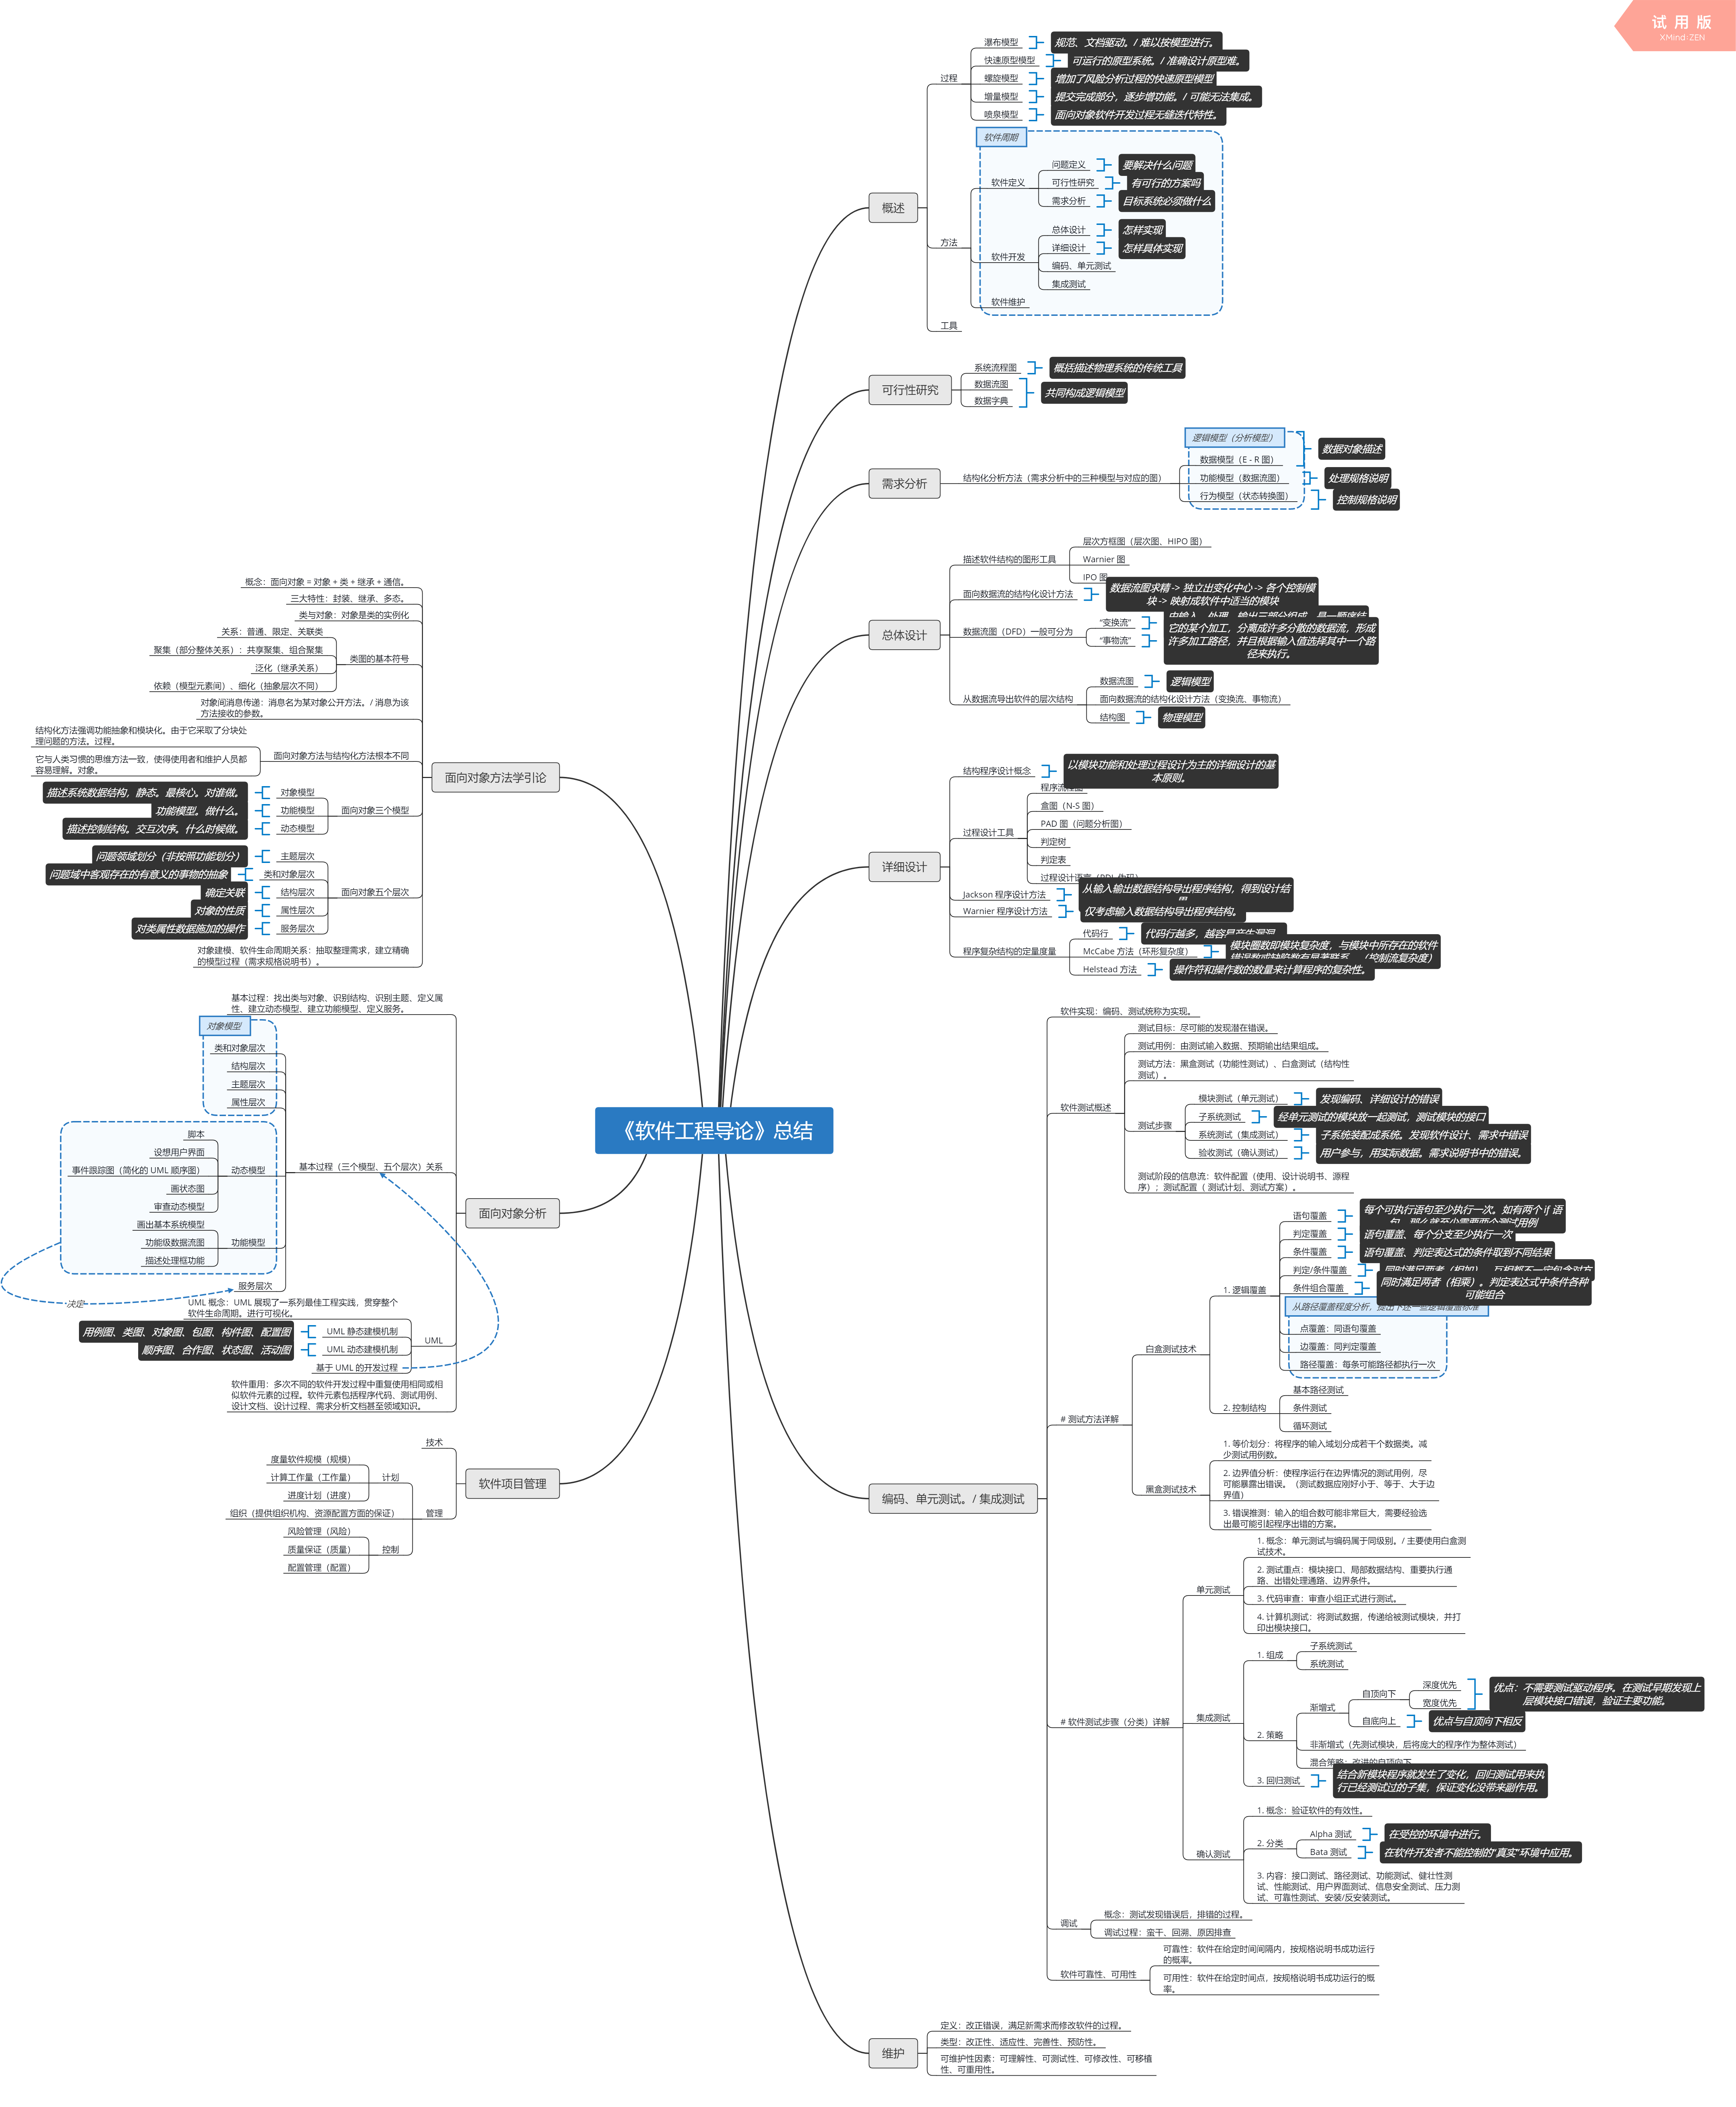 试 用 版
XMind:ZEN
《软件工程导论》总结
概述
过程
瀑布模型
规范、文档驱动。/ 难以按模型进行。
快速原型模型
可运行的原型系统。/ 准确设计原型难。
螺旋模型
增加了风险分析过程的快速原型模型
增量模型
提交完成部分，逐步增功能。/ 可能无法集成。
喷泉模型
面向对象软件开发过程无缝迭代特性。
方法
软件周期
软件定义
问题定义
要解决什么问题
可行性研究
有可行的方案吗
需求分析
目标系统必须做什么
软件开发
总体设计
怎样实现
详细设计
怎样具体实现
编码、单元测试
集成测试
软件维护
工具
可行性研究
系统流程图
概括描述物理系统的传统工具
数据流图
数据字典
共同构成逻辑模型
需求分析
结构化分析方法（需求分析中的三种模型与对应的图）
逻辑模型（分析模型）
数据模型（E - R 图）
数据对象描述
功能模型（数据流图）
处理规格说明
行为模型（状态转换图）
控制规格说明
总体设计
描述软件结构的图形工具
层次方框图（层次图、HIPO 图）
Warnier 图
IPO 图
面向数据流的结构化设计方法
数据流图求精 -> 独立出变化中心 -> 各个控制模
块 -> 映射成软件中适当的模块
数据流图（DFD）一般可分为
“变换流”
“事物流”
它的某个加工，分离成许多分散的数据流，形成
许多加工路径，并且根据输入值选择其中一个路
径来执行。
从数据流导出软件的层次结构
数据流图
逻辑模型
面向数据流的结构化设计方法（变换流、事物流）
结构图
物理模型
详细设计
结构程序设计概念
以模块功能和处理过程设计为主的详细设计的基
本原则。
过程设计工具
程序流程图
盒图（N-S 图）
PAD 图（问题分析图）
判定树
判定表
过程设计语言（PDL 伪码）
Jackson 程序设计方法
从输入输出数据结构导出程序结构，得到设计结
果
Warnier 程序设计方法
仅考虑输入数据结构导出程序结构。
程序复杂结构的定量度量
代码行
代码行越多，越容易产生漏洞。
McCabe 方法（环形复杂度）
模块圈数即模块复杂度，与模块中所存在的软件
错误数或缺陷数有显著联系。（控制流复杂度）
Helstead 方法
操作符和操作数的数量来计算程序的复杂性。
编码、单元测试。/ 集成测试
软件实现：编码、测试统称为实现。
软件测试概述
测试目标：尽可能的发现潜在错误。
测试用例：由测试输入数据、预期输出结果组成。
测试方法：黑盒测试（功能性测试）、白盒测试（结构性
测试）。
测试步骤
模块测试（单元测试）
发现编码、详细设计的错误
子系统测试
经单元测试的模块放一起测试，测试模块的接口
系统测试（集成测试）
子系统装配成系统。发现软件设计、需求中错误
验收测试（确认测试）
用户参与，用实际数据。需求说明书中的错误。
测试阶段的信息流：软件配置（使用、设计说明书、源程
序）；测试配置（ 测试计划、测试方案）。
# 测试方法详解
白盒测试技术
1. 逻辑覆盖
语句覆盖
每个可执行语句至少执行一次。如有两个 if 语
句，那么就至少需要两个测试用例
判定覆盖
语句覆盖、每个分支至少执行一次
条件覆盖
语句覆盖、判定表达式的条件取到不同结果
判定/条件覆盖
同时满足两者（相加）。互相都不一定包含对方
条件组合覆盖
同时满足两者（相乘）。判定表达式中条件各种
可能组合
从路径覆盖程度分析，提出下述一些逻辑覆盖标准
点覆盖：同语句覆盖
边覆盖：同判定覆盖
路径覆盖：每条可能路径都执行一次
2. 控制结构
基本路径测试
条件测试
循环测试
黑盒测试技术
1. 等价划分：将程序的输入域划分成若干个数据类。减
少测试用例数。
2. 边界值分析：使程序运行在边界情况的测试用例，尽
可能暴露出错误。（测试数据应刚好小于、等于、大于边
界值）
3. 错误推测：输入的组合数可能非常巨大，需要经验选
出最可能引起程序出错的方案。
# 软件测试步骤（分类）详解
单元测试
1. 概念：单元测试与编码属于同级别。/ 主要使用白盒测
试技术。
2. 测试重点：模块接口、局部数据结构、重要执行通
路、出错处理通路、边界条件。
3. 代码审查：审查小组正式进行测试。
4. 计算机测试：将测试数据，传递给被测试模块，并打
印出模块接口。
集成测试
1. 组成
子系统测试
系统测试
2. 策略
渐增式
自顶向下
深度优先
宽度优先
优点：不需要测试驱动程序。在测试早期发现上
层模块接口错误，验证主要功能。
自底向上
优点与自顶向下相反
非渐增式（先测试模块，后将庞大的程序作为整体测试）
混合策略：改进的自顶向下
3. 回归测试
结合新模块程序就发生了变化，回归测试用来执
行已经测试过的子集，保证变化没带来副作用。
确认测试
1. 概念：验证软件的有效性。
2. 分类
Alpha 测试
在受控的环境中进行。
Bata 测试
在软件开发者不能控制的“真实”环境中应用。
3. 内容：接口测试、路径测试、功能测试、健壮性测
试、性能测试、用户界面测试、信息安全测试、压力测
试、可靠性测试、安装/反安装测试。
调试
概念：测试发现错误后，排错的过程。
调试过程：蛮干、回溯、原因排查
软件可靠性、可用性
可靠性：软件在给定时间间隔内，按规格说明书成功运行
的概率。
可用性：软件在给定时间点，按规格说明书成功运行的概
率。
维护
定义：改正错误，满足新需求而修改软件的过程。
类型：改正性、适应性、完善性、预防性。
可维护性因素：可理解性、可测试性、可修改性、可移植
性、可重用性。
面向对象方法学引论
概念：面向对象 = 对象 + 类 + 继承 + 通信。
三大特性：封装、继承、多态。
类与对象：对象是类的实例化
类图的基本符号
关系：普通、限定、关联类
聚集（部分整体关系）：共享聚集、组合聚集
泛化（继承关系）
依赖（模型元素间）、细化（抽象层次不同）
对象间消息传递：消息名为某对象公开方法。/ 消息为该
方法接收的参数。
面向对象方法与结构化方法根本不同
结构化方法强调功能抽象和模块化。由于它采取了分块处
理问题的方法。过程。
它与人类习惯的思维方法一致，使得使用者和维护人员都
容易理解。对象。
面向对象三个模型
对象模型
描述系统数据结构，静态。最核心。对谁做。
功能模型
功能模型。做什么。
动态模型
描述控制结构。交互次序。什么时候做。
面向对象五个层次
主题层次
问题领域划分（非按照功能划分）
类和对象层次
问题域中客观存在的有意义的事物的抽象
结构层次
确定关联
属性层次
对象的性质
服务层次
对类属性数据施加的操作
对象建模、软件生命周期关系：抽取整理需求，建立精确
的模型过程（需求规格说明书）。
面向对象分析
基本过程：找出类与对象、识别结构、识别主题、定义属
性、建立动态模型、建立功能模型、定义服务。
基本过程（三个模型、五个层次）关系
对象模型
类和对象层次
结构层次
主题层次
属性层次
动态模型
脚本
设想用户界面
事件跟踪图（简化的 UML 顺序图）
画状态图
审查动态模型
功能模型
画出基本系统模型
功能级数据流图
描述处理框功能
服务层次
决定
UML
UML 概念：UML 展现了一系列最佳工程实践，贯穿整个
软件生命周期。进行可视化。
UML 静态建模机制
用例图、类图、对象图、包图、构件图、配置图
UML 动态建模机制
顺序图、合作图、状态图、活动图
基于 UML 的开发过程
软件重用：多次不同的软件开发过程中重复使用相同或相
似软件元素的过程。软件元素包括程序代码、测试用例、
设计文档、设计过程、需求分析文档甚至领域知识。
软件项目管理
技术
管理
计划
度量软件规模（规模）
计算工作量（工作量）
进度计划（进度）
组织（提供组织机构、资源配置方面的保证）
控制
风险管理（风险）
质量保证（质量）
配置管理（配置）